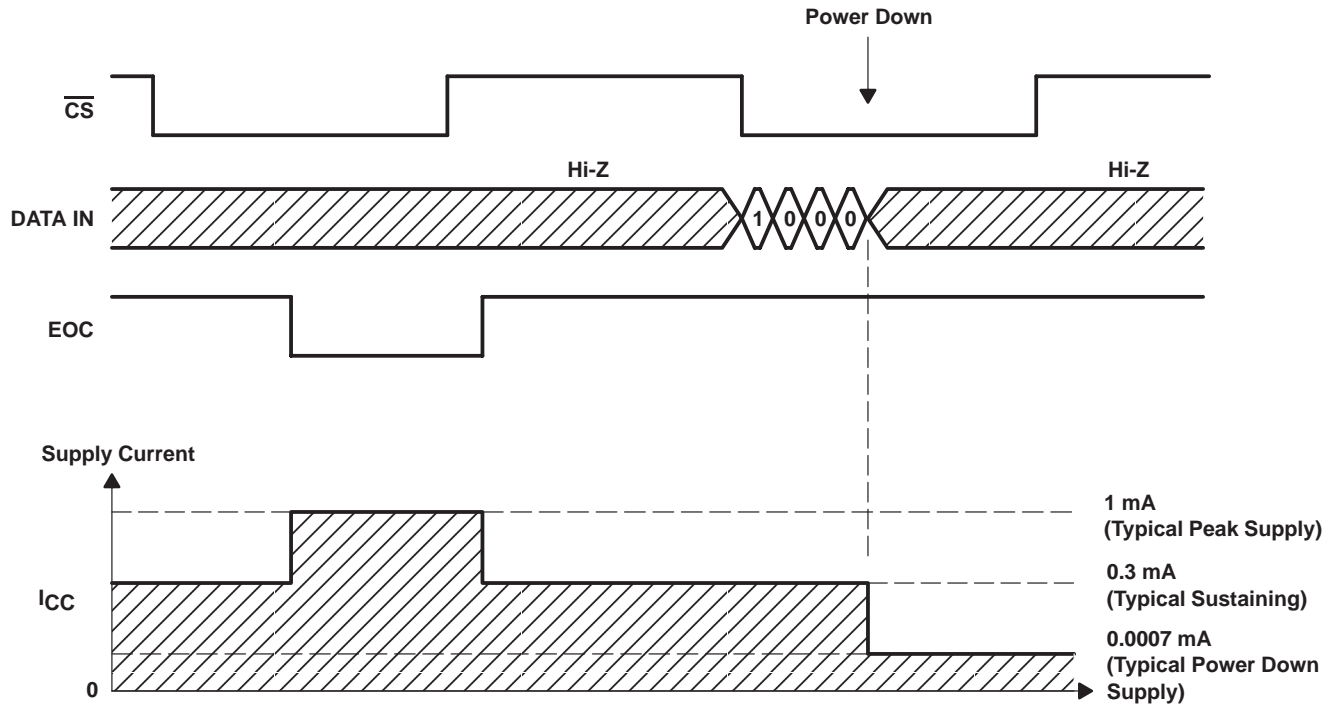 Power Down
CS
Hi-Z
Hi-Z
DATA IN
1 0 0 0
EOC
Supply Current
1 mA
(Typical Peak Supply)
0.3 mA
(Typical Sustaining)
ICC
0.0007 mA
(Typical Power Down
Supply)
0